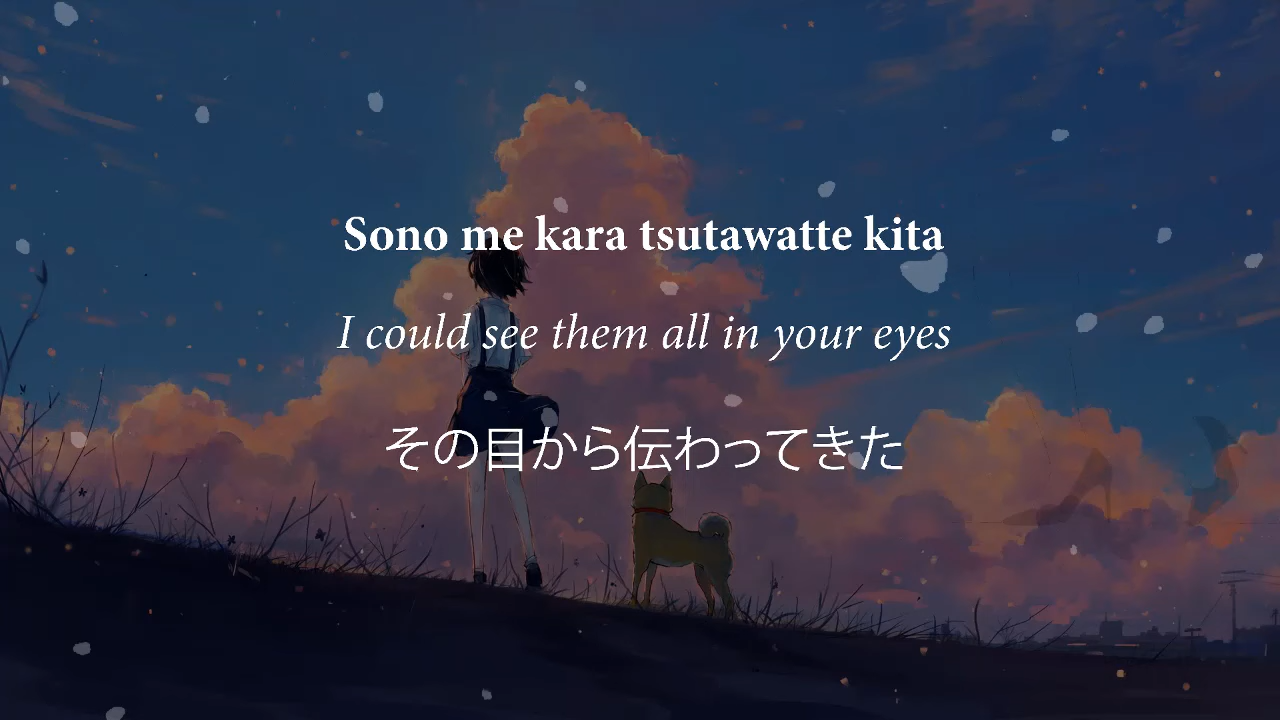 Sono me kara tsutawatte kita
I could see them all in your eyes
その目から伝わってきた